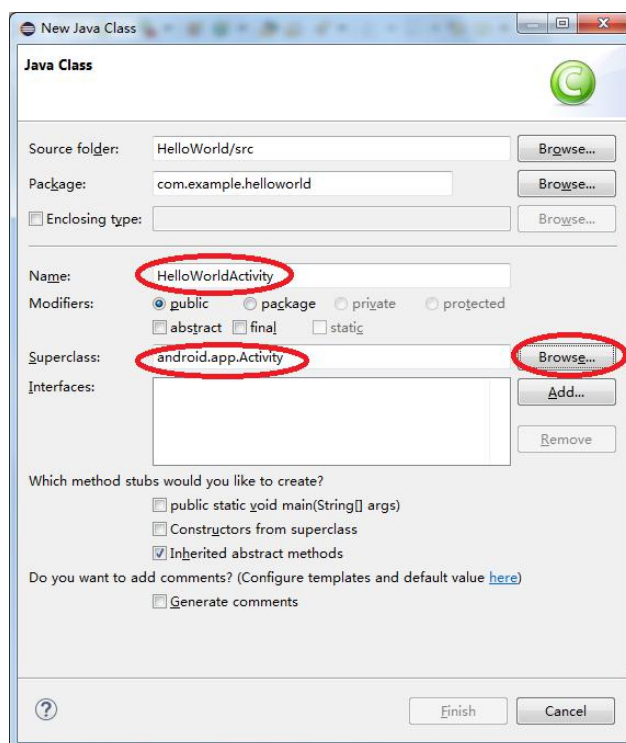 New Java Class
Java Class
Source folder: HelloWorld/src Browse...
Package: com.example.helloworld Browse...
Enclosing type: Browse...
Name: HelloWorldActivity
Modifiers: public package private protected
abstract final static
Superclass: android.app.Activity Browse...
Interfaces: Add...
Remove
Which method stubs would you like to create?
public static void main(String[] args)
Constructors from superclass
Inherited abstract methods
Do you want to add comments? (Configure templates and default value here)
Generate comments
? Finish Cancel